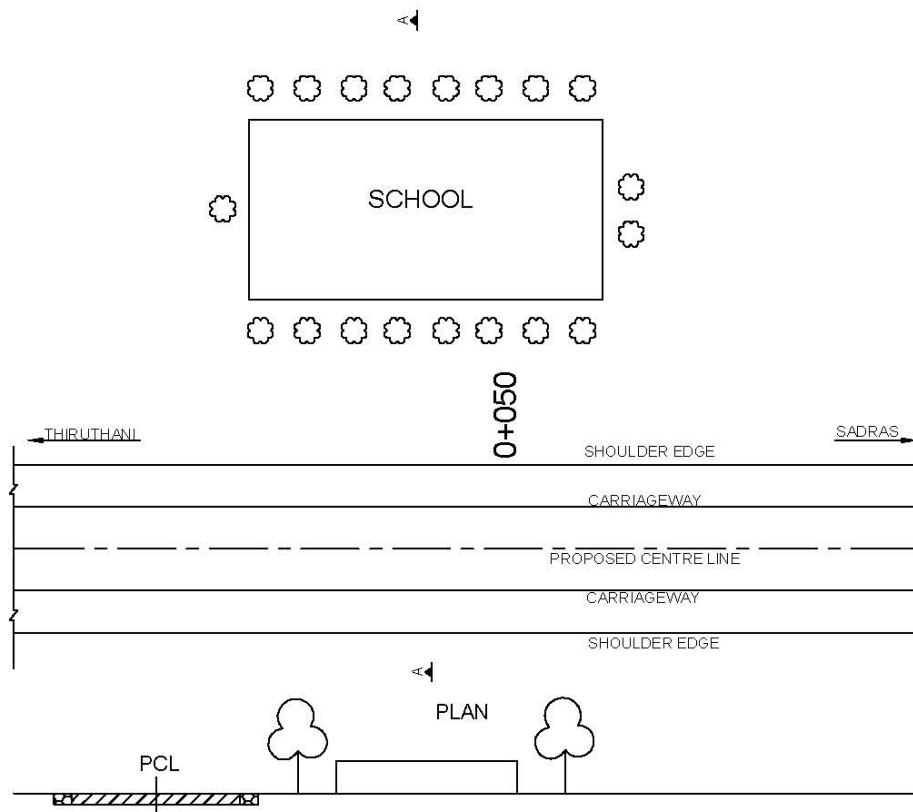 A
SCHOOL
0+050
THIRUTHANI
SADRAS
SHOULDER EDGE
CARRIAGEWAY
PROPOSED CENTRE LINE
CARRIAGEWAY
SHOULDER EDGE
A
PLAN
PCL